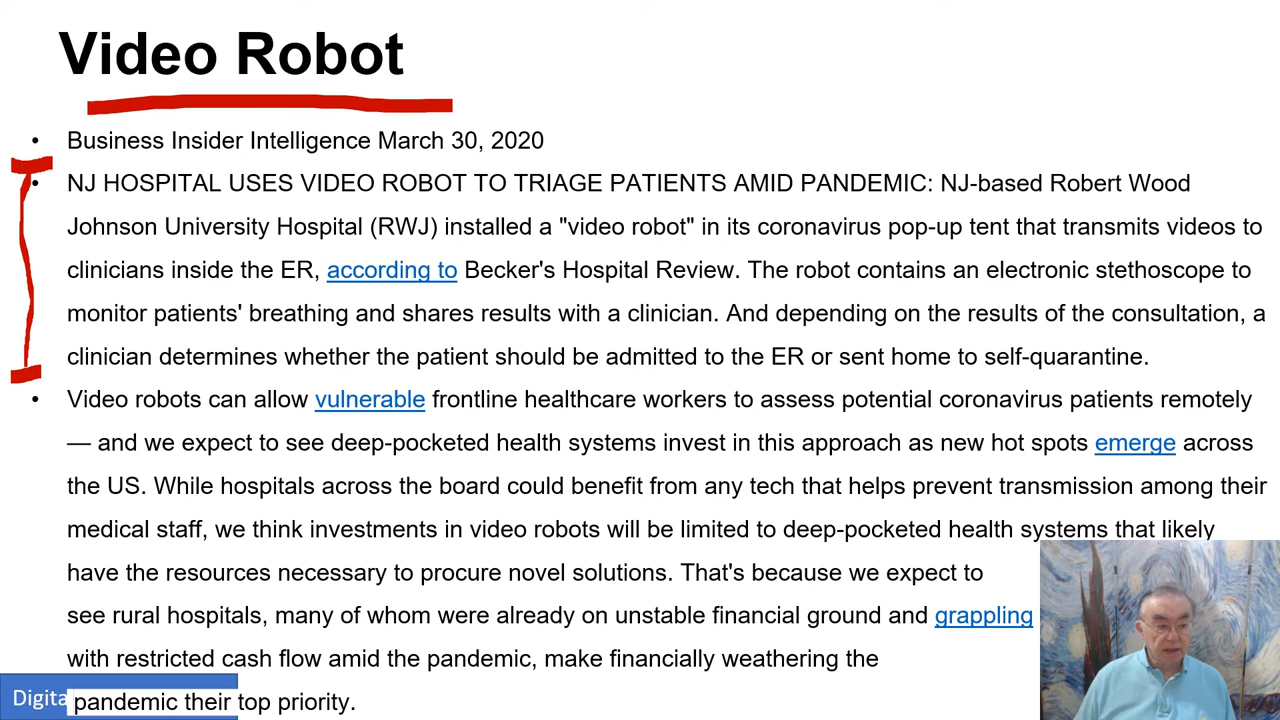 Video Robot
• Business Insider Intelligence March 30, 2020
• NJ HOSPITAL USES VIDEO ROBOT TO TRIAGE PATIENTS AMID PANDEMIC: NJ-based Robert Wood
Johnson University Hospital (RWJ) installed a "video robot" in its coronavirus pop-up tent that transmits videos to
clinicians inside the ER, according to Becker's Hospital Review. The robot contains an electronic stethoscope to
monitor patients' breathing and shares results with a clinician. And depending on the results of the consultation, a
clinician determines whether the patient should be admitted to the ER or sent home to self-quarantine.
• Video robots can allow vulnerable frontline healthcare workers to assess potential coronavirus patients remotely
— and we expect to see deep-pocketed health systems invest in this approach as new hot spots emerge across
the US. While hospitals across the board could benefit from any tech that helps prevent transmission among their
medical staff, we think investments in video robots will be limited to deep-pocketed health systems that likely
have the resources necessary to procure novel solutions. That's because we expect to
see rural hospitals, many of whom were already on unstable financial ground and grappling
with restricted cash flow amid the pandemic, make financially weathering the
pandemic their top priority.
Digita